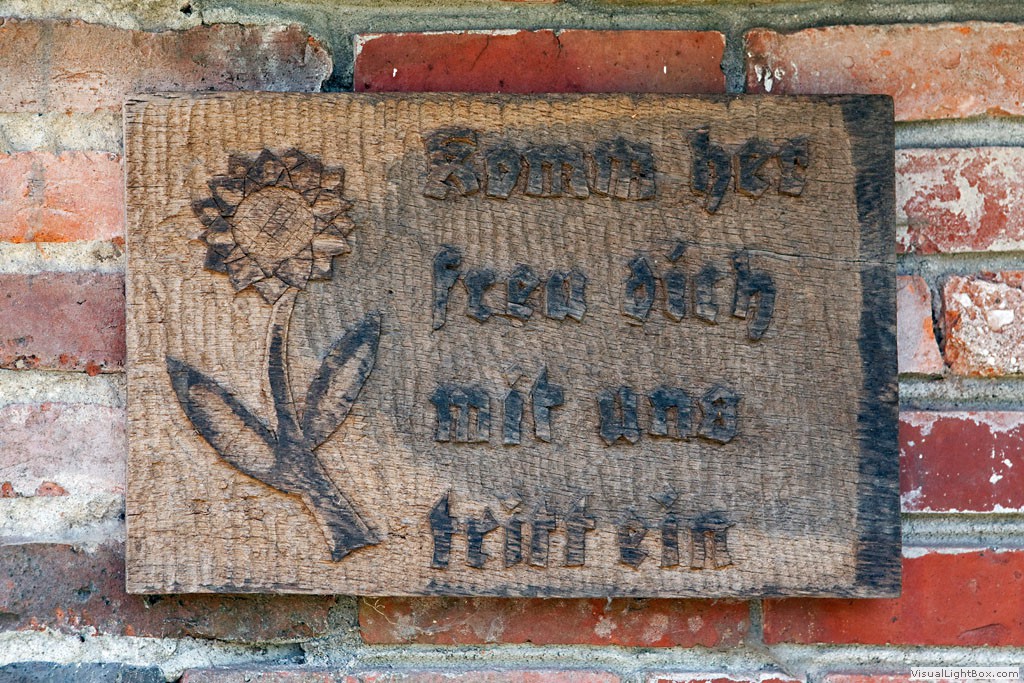 Komm her
freu dich
mit uns
tritt ein
VisualLightBox.com